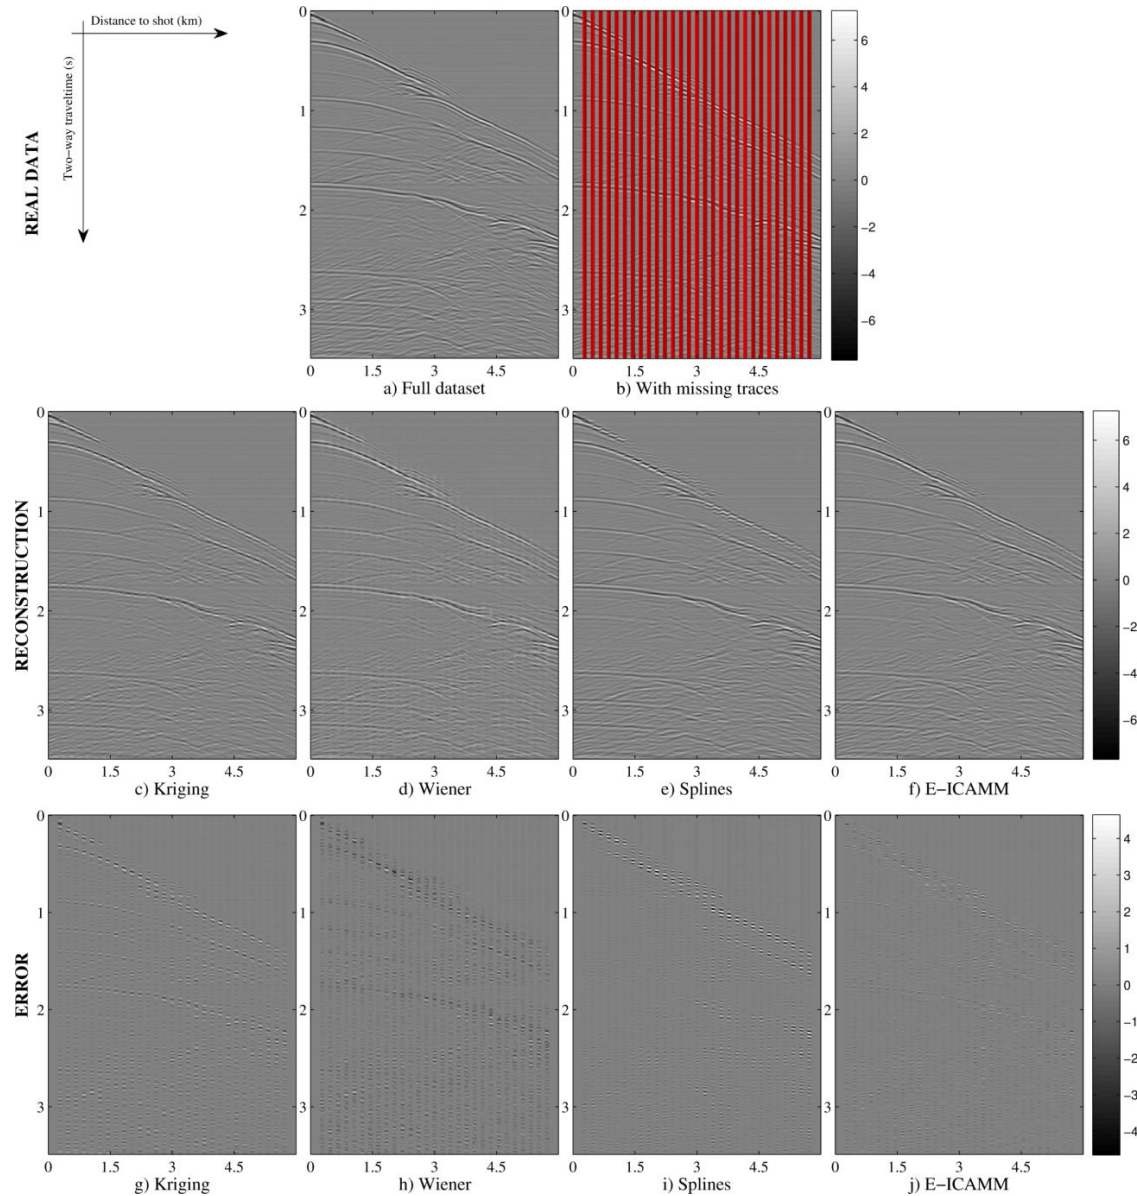 Distance to shot (km)
Two-way traveltime (s)
REAL DATA
0
1
2
3
0 1.5 3 4.5
a) Full dataset
0
1
2
3
0 1.5 3 4.5
b) With missing traces
6
4
2
0
−2
−4
−6
RECONSTRUCTION
0
1
2
3
0 1.5 3 4.5
c) Kriging
0
1
2
3
0 1.5 3 4.5
d) Wiener
0
1
2
3
0 1.5 3 4.5
e) Splines
0
1
2
3
0 1.5 3 4.5
f) E−ICAMM
6
4
2
0
−2
−4
−6
ERROR
0
1
2
3
0 1.5 3 4.5
g) Kriging
0
1
2
3
0 1.5 3 4.5
h) Wiener
0
1
2
3
0 1.5 3 4.5
i) Splines
0
1
2
3
0 1.5 3 4.5
j) E−ICAMM
4
3
2
1
0
−1
−2
−3
−4